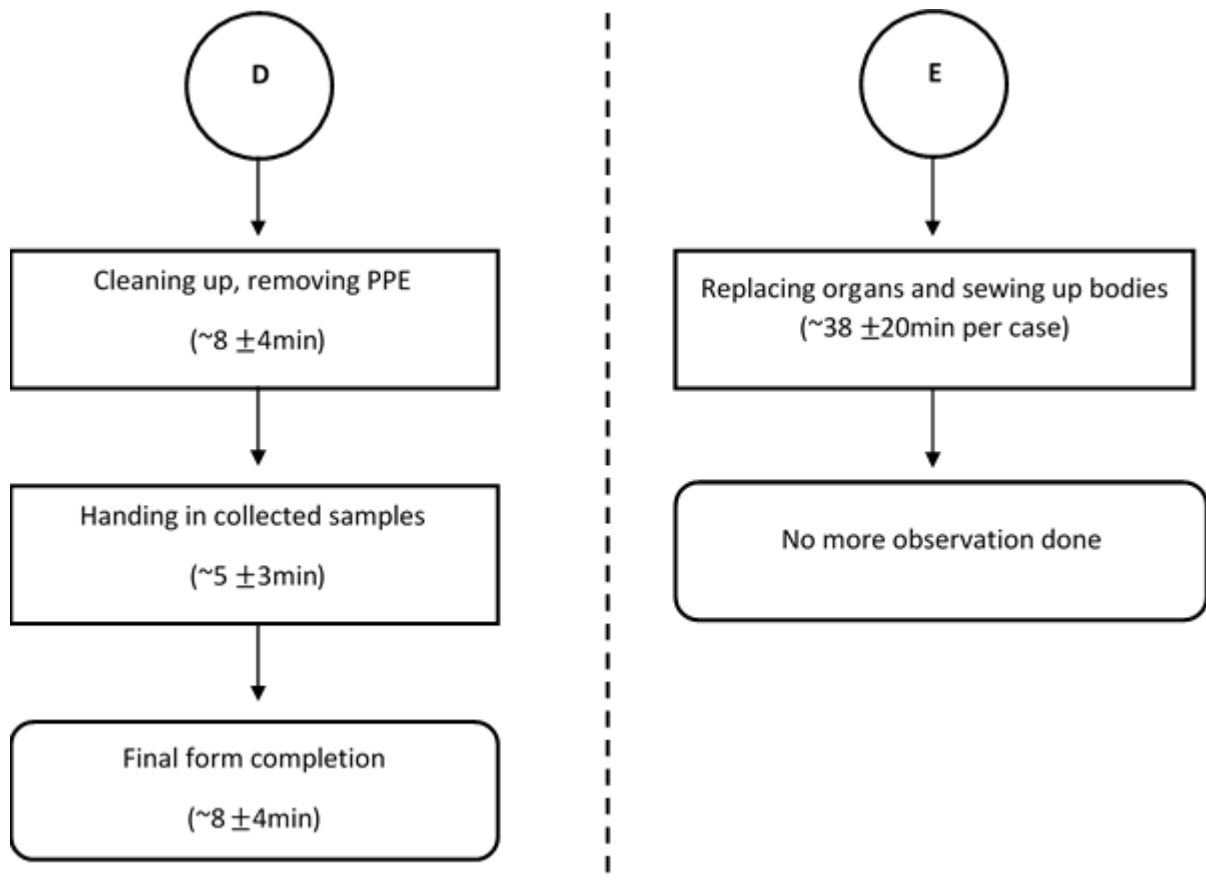 D
Cleaning up, removing PPE
(~8 ±4min)
Handing in collected samples
(~5 ±3min)
Final form completion
(~8 ±4min)
E
Replacing organs and sewing up bodies
(~38 ±20min per case)
No more observation done